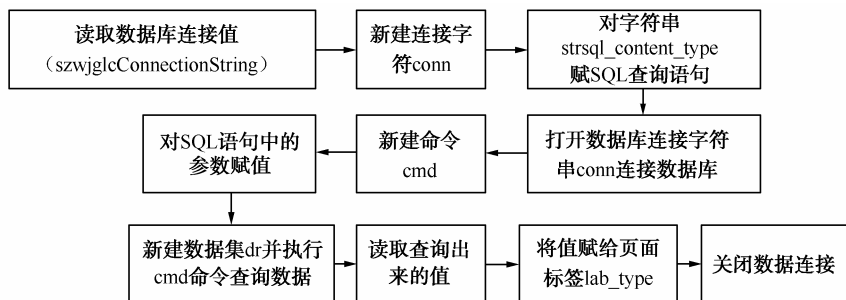 读取数据库连接值
（szwjglcConnectionString）
新建连接字
符conn
对字符串
strsql_content_type
赋SQL查询语句
打开数据库连接字符
串conn连接数据库
新建命令
cmd
对SQL语句中的
参数赋值
新建数据集dr并执行
cmd命令查询数据
读取查询出
来的值
将值赋给页面
标签lab_type
关闭数据连接